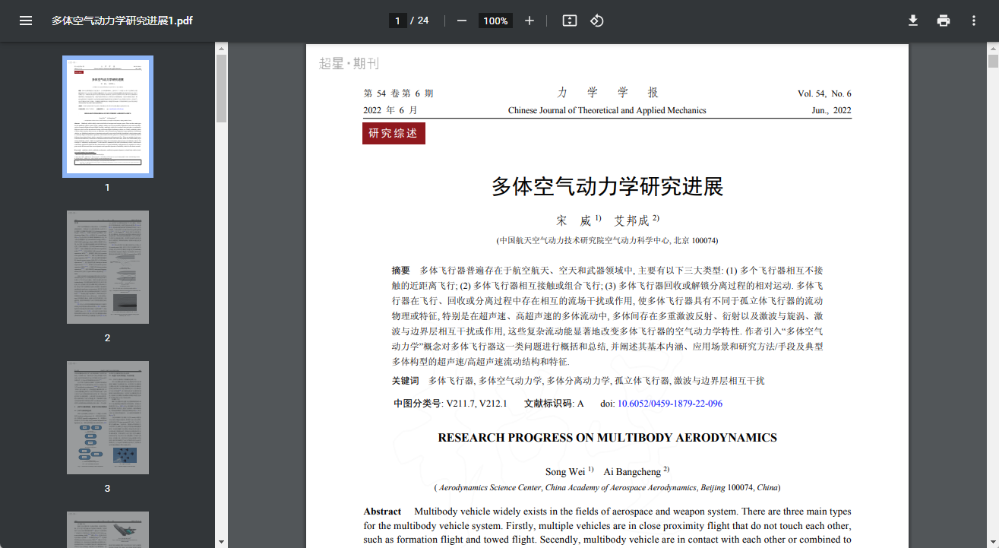 多体空气动力学研究进展1.pdf
1 / 24
100%
1
2
3
超星·期刊
第 54 卷第 6 期 力 学 学 报 Vol. 54, No. 6
2022 年 6 月 Chinese Journal of Theoretical and Applied Mechanics Jun., 2022
研究综述
多体空气动力学研究进展
宋 威 1) 艾邦成 2)
(中国航天空气动力技术研究院空气动力科学中心, 北京 100074)
摘要 多体飞行器普遍存在于航空航天、空天和武器领域中, 主要有以下三大类型: (1) 多个飞行器相互不接
触的近距离飞行; (2) 多体飞行器相互接触或组合飞行; (3) 多体飞行器回收或解锁分离过程的相对运动. 多体飞
行器在飞行、回收或分离过程中存在相互的流场干扰或作用, 使多体飞行器具有不同于孤立体飞行器的流动
物理或特征, 特别是在超声速、高超声速的多体流动中, 多体间存在多重激波反射、衍射以及激波与旋涡、激
波与边界层相互干扰或作用, 这些复杂流动能显著地改变多体飞行器的空气动力学特性. 作者引入“多体空气
动力学”概念对多体飞行器这一类问题进行概括和总结, 并阐述其基本内涵、应用场景和研究方法/手段及典型
多体构型的超声速/高超声速流动结构和特征.
关键词 多体飞行器, 多体空气动力学, 多体分离动力学, 孤立体飞行器, 激波与边界层相互干扰
中图分类号: V211.7, V212.1 文献标识码: A doi: 10.6052/0459-1879-22-096
RESEARCH PROGRESS ON MULTIBODY AERODYNAMICS
Song Wei 1) Ai Bangcheng 2)
( Aerodynamics Science Center, China Academy of Aerospace Aerodynamics, Beijing 100074, China)
Abstract Multibody vehicle widely exists in the fields of aerospace and weapon system. There are three main types
for the multibody vehicle system. Firstly, multiple vehicles are in close proximity flight that do not touch each other,
such as formation flight and towed flight. Secendly, multibody vehicle are in contact with each other or combined to